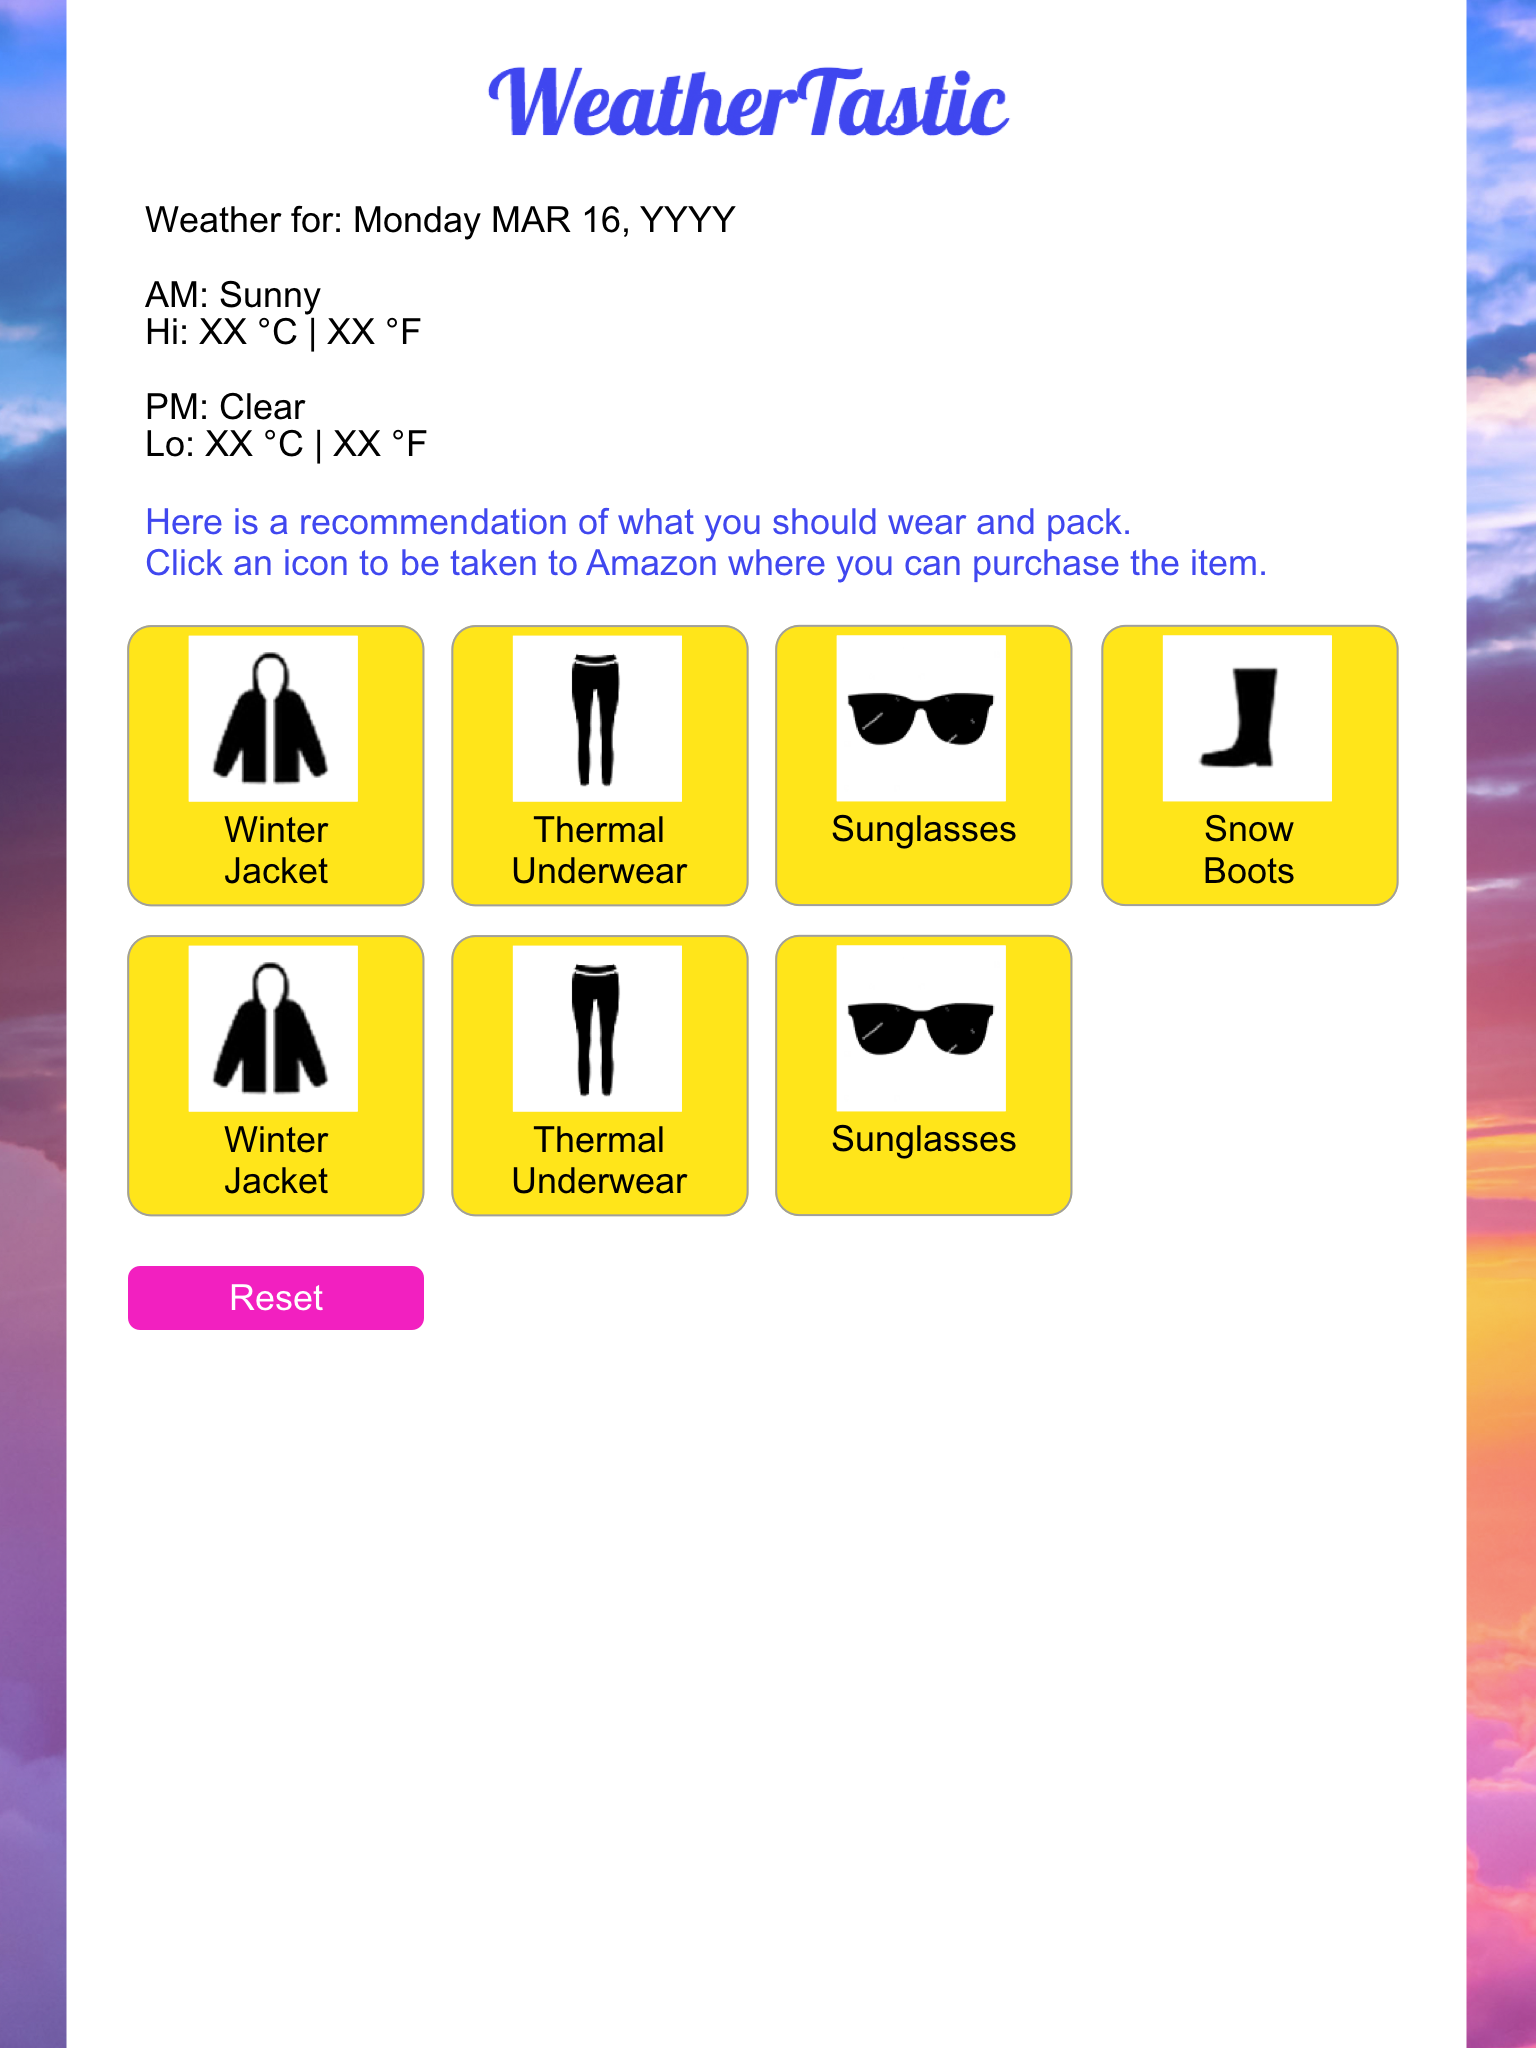 WeatherTastic
Weather for: Monday MAR 16, YYYY
AM: Sunny
Hi: XX °C | XX °F
PM: Clear
Lo: XX °C | XX °F
Here is a recommendation of what you should wear and pack.
Click an icon to be taken to Amazon where you can purchase the item.
Winter
Jacket
Thermal
Underwear
Sunglasses
Snow
Boots
Winter
Jacket
Thermal
Underwear
Sunglasses
Reset